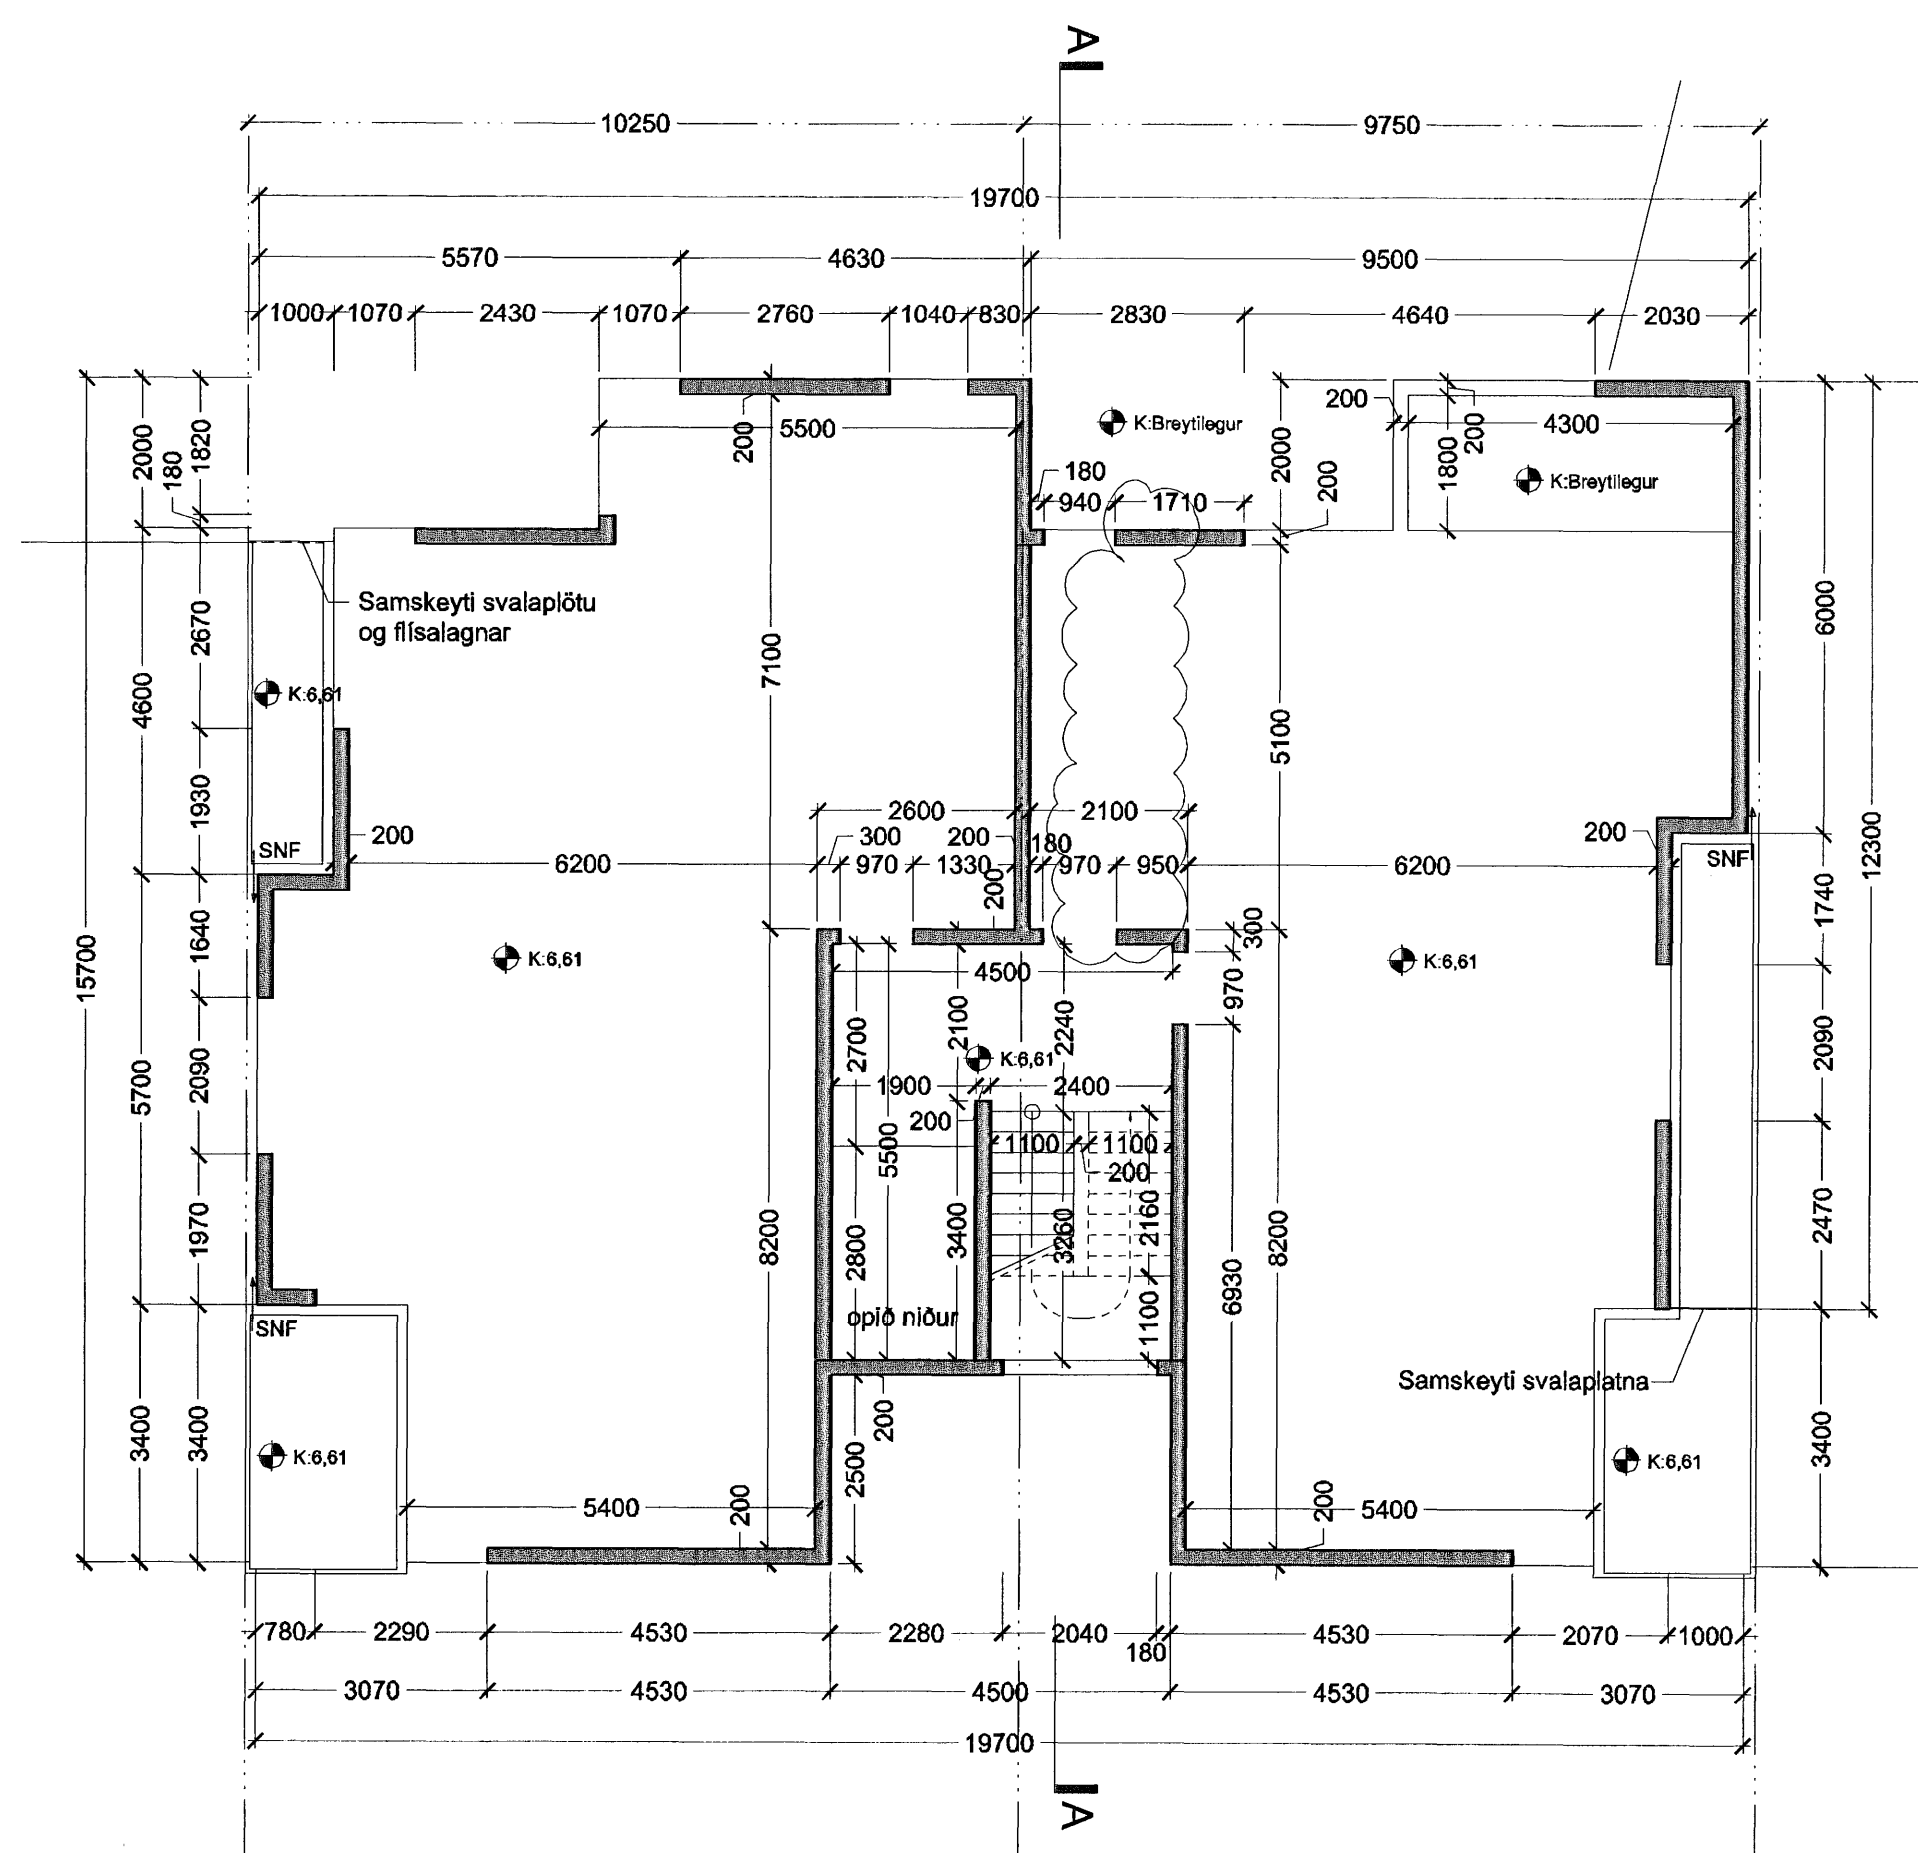 A
10250 9750
19700
5570 4630 9500
1000 1070 2430 1070 2760 1040 830 2830 4640 2030
2000 180 1820
200 5500
K:Breytilegur
2000 200
200 200 4300
1800
K:Breytilegur
180
940 1710
Samskeyti svalaplötu
og flísalagnar
2670
4600
7100
K:6,61
6000
5100
1930
SNF
200
2600 2100
300 200 180
200
SNF
12300
6200 970 1330 970 950 6200
200
300
1740
1640
15700
K:6,61
4500
970
K:6,61
2100 2240
2700
K:6,61
2090
2090
5700
1900 2400
200
1100 1100
200
5500
1970
8200
2800
3400
3260
2160
6930
8200
2470
opið niður
1100
SNF
Samskeyti svalaplatna
3400 3400
K:6,61
200
2500
3400
K:6,61
5400 200
200
5400
780 2290 4530 2280 2040 180 4530 2070 1000
3070 4530 4500 4530 3070
19700
A